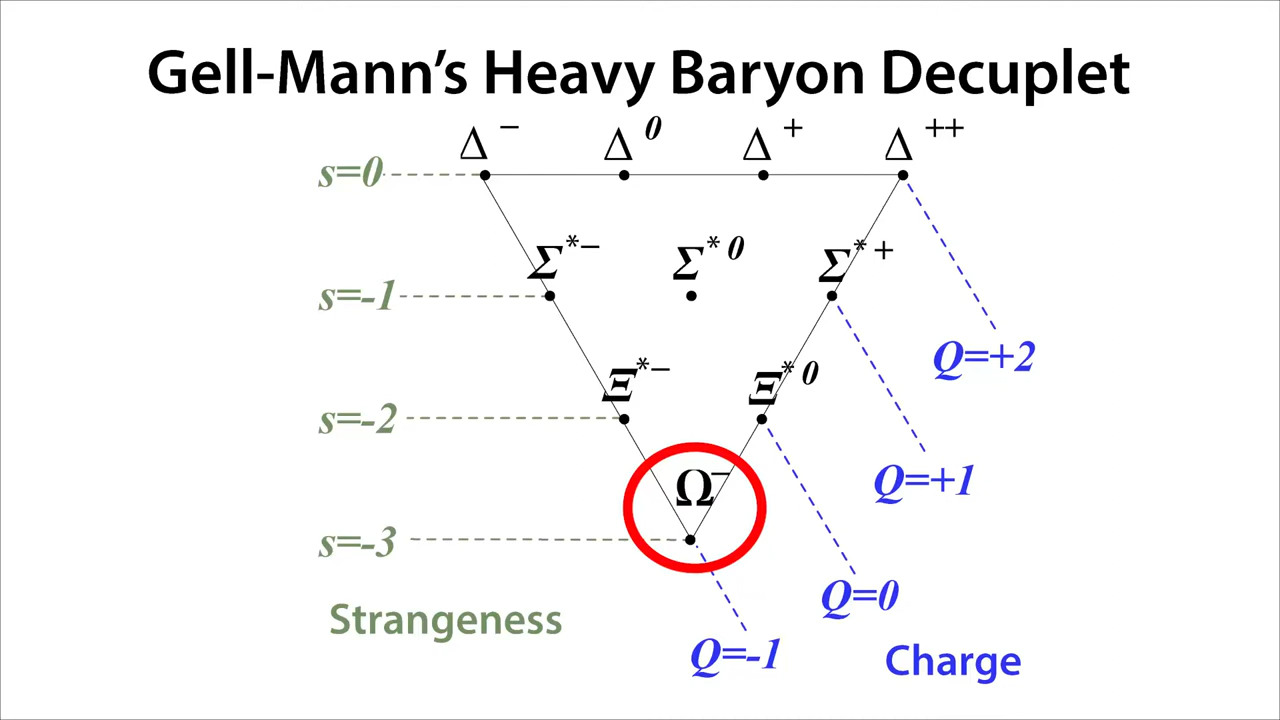 Gell-Mann’s Heavy Baryon Decuplet
Δ⁻ Δ⁰ Δ⁺ Δ⁺⁺
s=0
Σ*⁻ Σ*⁰ Σ*⁺
s=-1
Q=+2
Ξ*⁻ Ξ*⁰
s=-2
Q=+1
Ω⁻
s=-3
Q=0
Strangeness
Q=-1
Charge